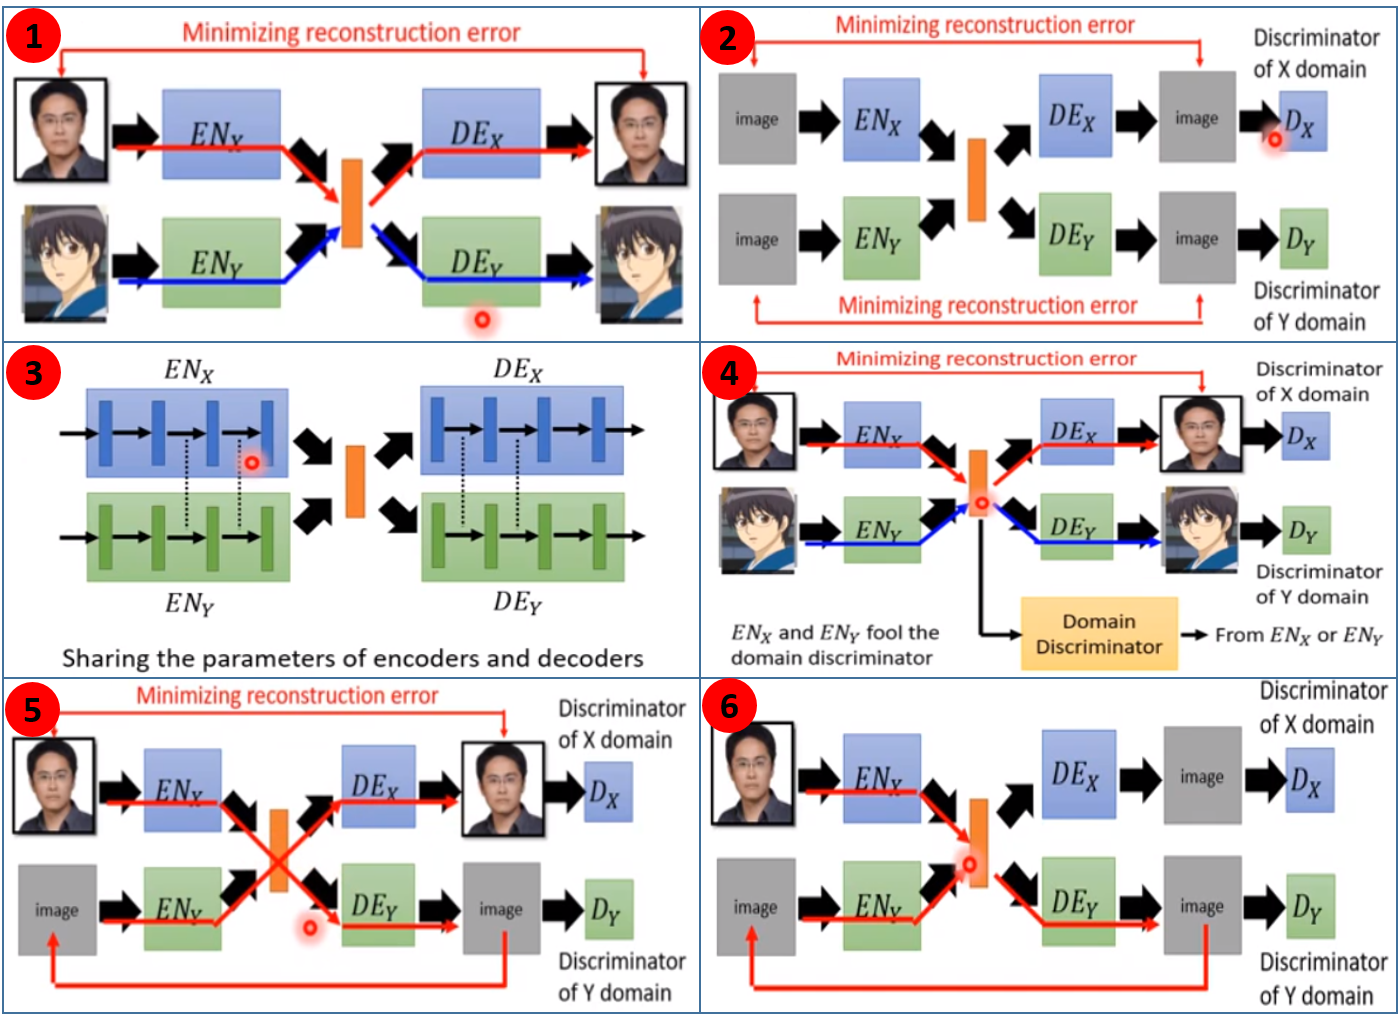 1
Minimizing reconstruction error
EN_X
DE_X
EN_Y
DE_Y
2
Minimizing reconstruction error
Discriminator
of X domain
image
EN_X
DE_X
image
D_X
image
EN_Y
DE_Y
image
D_Y
Minimizing reconstruction error
Discriminator
of Y domain
3
EN_X
DE_X
EN_Y
DE_Y
Sharing the parameters of encoders and decoders
4
Minimizing reconstruction error
Discriminator
of X domain
EN_X
DE_X
D_X
EN_Y
DE_Y
D_Y
Discriminator
of Y domain
EN_X and EN_Y fool the
domain discriminator
Domain
Discriminator
From EN_X or EN_Y
5
Minimizing reconstruction error
Discriminator
of X domain
EN_X
DE_X
D_X
image
EN_Y
DE_Y
image
D_Y
Discriminator
of Y domain
6
Discriminator
of X domain
EN_X
DE_X
image
D_X
image
EN_Y
DE_Y
image
D_Y
Discriminator
of Y domain